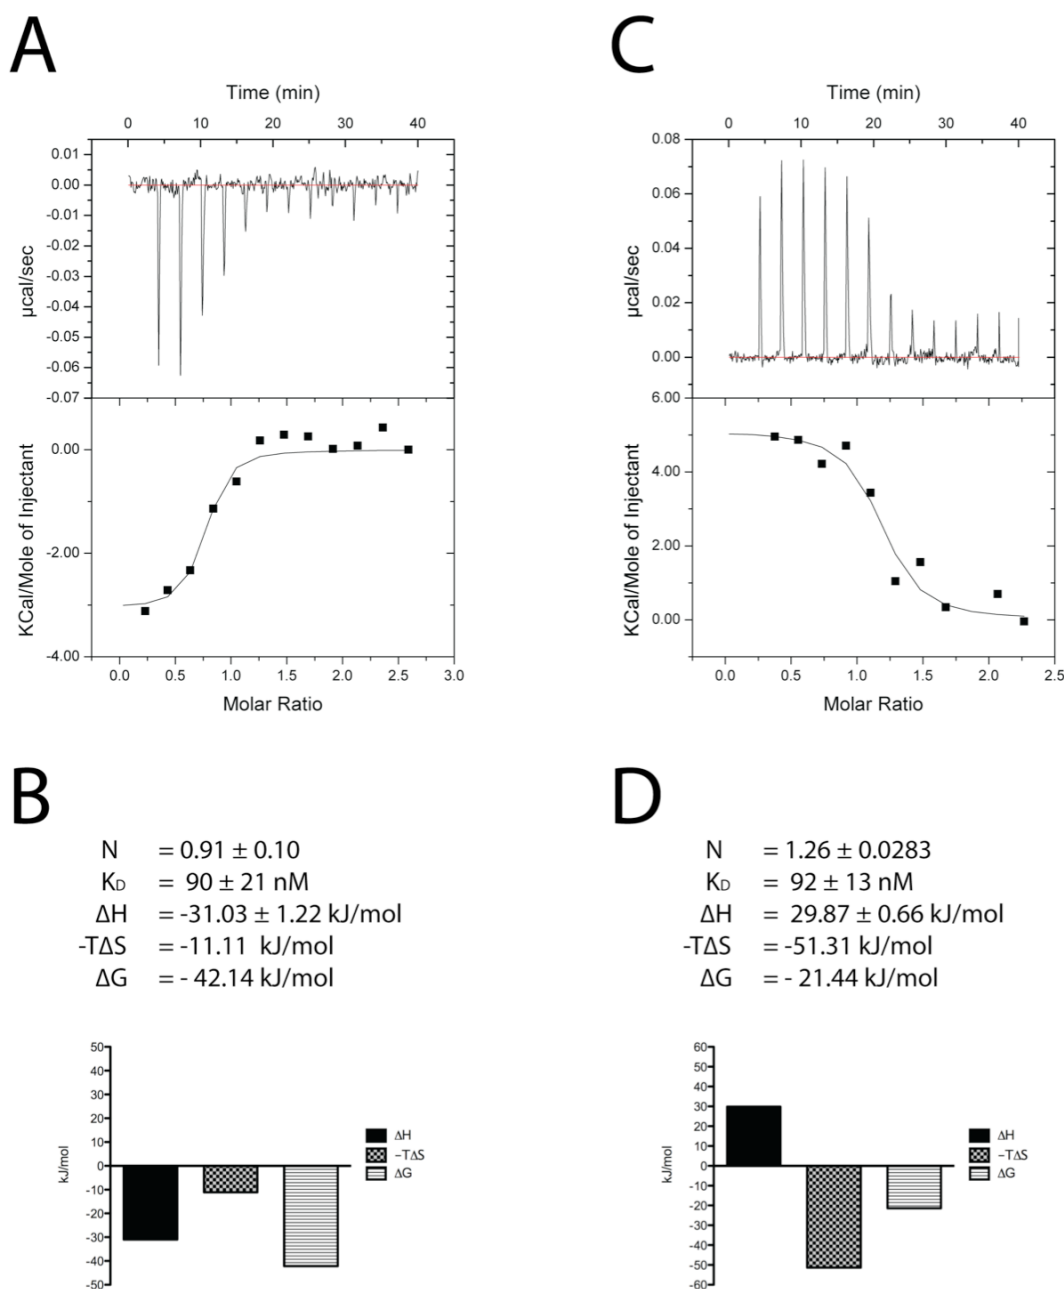 A
Time (min)
0 10 20 30 40
0.01
0.00
-0.01
-0.02
-0.03
-0.04
-0.05
-0.06
-0.07
µcal/sec
0.00
-2.00
-4.00
KCal/Mole of Injectant
0.0 0.5 1.0 1.5 2.0 2.5 3.0
Molar Ratio
C
Time (min)
0 10 20 30 40
0.08
0.06
0.04
0.02
0.00
µcal/sec
6.00
4.00
2.00
0.00
KCal/Mole of Injectant
0.0 0.5 1.0 1.5 2.0 2.5
Molar Ratio
B
N = 0.91 ± 0.10
KD = 90 ± 21 nM
ΔH = -31.03 ± 1.22 kJ/mol
-TΔS = -11.11 kJ/mol
ΔG = - 42.14 kJ/mol
50
40
30
20
10
0
-10
-20
-30
-40
-50
kJ/mol
ΔH
−TΔS
ΔG
D
N = 1.26 ± 0.0283
KD = 92 ± 13 nM
ΔH = 29.87 ± 0.66 kJ/mol
-TΔS = -51.31 kJ/mol
ΔG = - 21.44 kJ/mol
60
50
40
30
20
10
0
-10
-20
-30
-40
-50
-60
kJ/mol
ΔH
−TΔS
ΔG